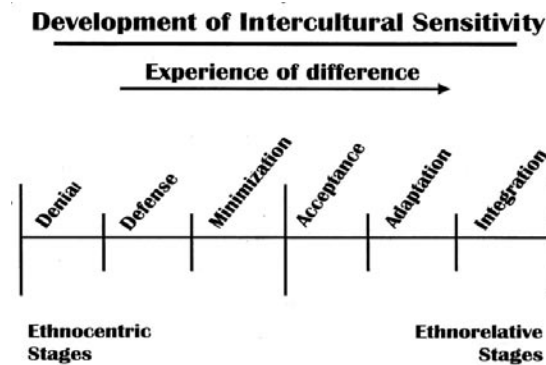 Development of Intercultural Sensitivity
Experience of difference
Denial
Defense
Minimization
Acceptance
Adaptation
Integration
Ethnocentric
Stages
Ethnorelative
Stages